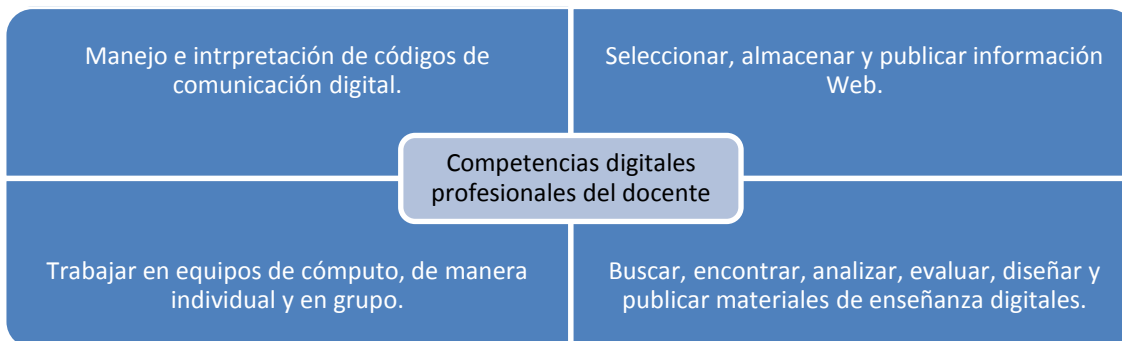 Manejo e intrpretación de códigos de
comunicación digital.
Seleccionar, almacenar y publicar información
Web.
Competencias digitales
profesionales del docente
Trabajar en equipos de cómputo, de manera
individual y en grupo.
Buscar, encontrar, analizar, evaluar, diseñar y
publicar materiales de enseñanza digitales.